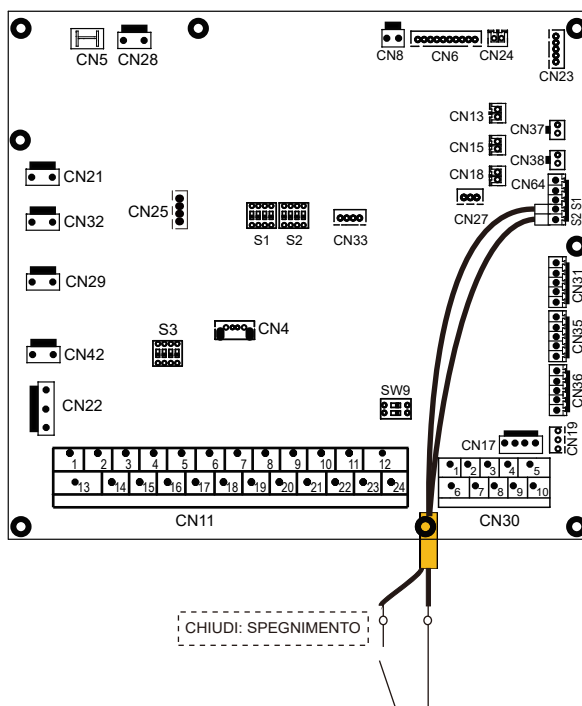 CN5
CN28
CN8
CN6
CN24
CN23
CN13
CN37
CN15
CN38
CN18
CN64
CN21
CN25
CN32
S1
S2
CN33
CN27
S2 S1
CN29
CN31
S3
CN4
CN35
CN42
CN36
CN22
SW9
CN17
CN19
1 2 3 4 5 6 7 8 9 10 11 12
13 14 15 16 17 18 19 20 21 22 23 24
CN11
1 2 3 4 5
6 7 8 9 10
CN30
CHIUDI: SPEGNIMENTO